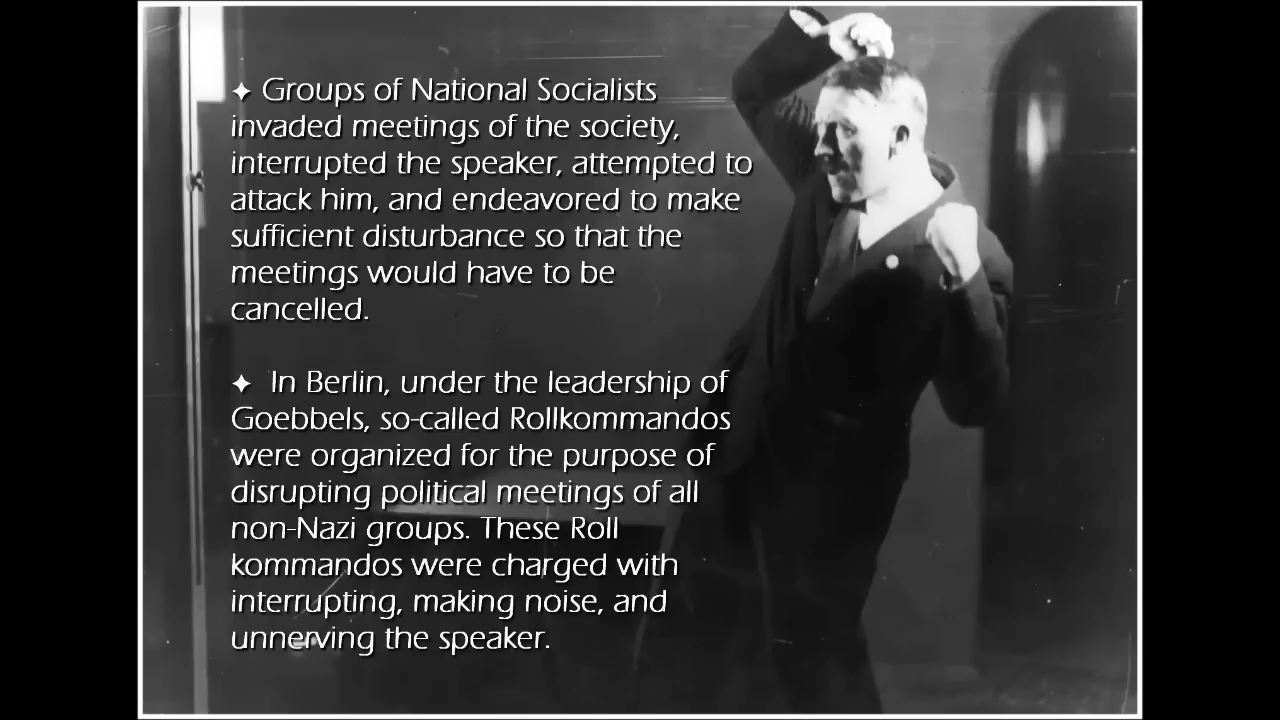 ✦ Groups of National Socialists
invaded meetings of the society,
interrupted the speaker, attempted to
attack him, and endeavored to make
sufficient disturbance so that the
meetings would have to be
cancelled.
✦ In Berlin, under the leadership of
Goebbels, so-called Rollkommandos
were organized for the purpose of
disrupting political meetings of all
non-Nazi groups. These Roll
kommandos were charged with
interrupting, making noise, and
unnerving the speaker.